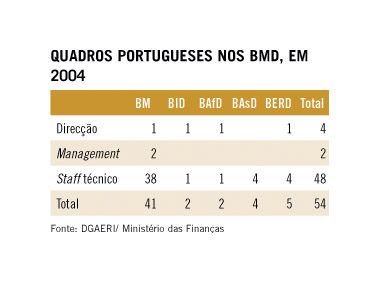 QUADROS PORTUGUESES NOS BMD, EM
2004
BM BID BAfD BAsD BERD Total
Direcção 1 1 1 1 4
Management 2 2
Staff técnico 38 1 1 4 4 48
Total 41 2 2 4 5 54
Fonte: DGAERI/ Ministério das Finanças